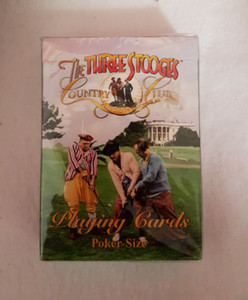 The THREE STOOGES
COUNTRY CLUB
Playing Cards
Poker-Size